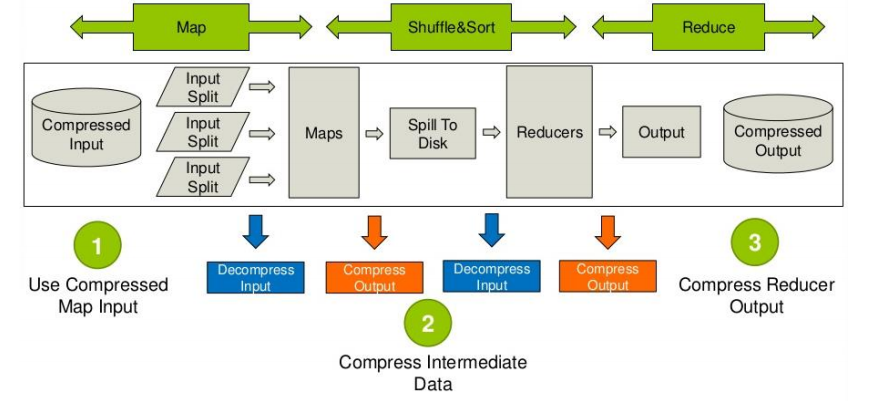 Map
Shuffle&Sort
Reduce
Compressed
Input
Input
Split
Input
Split
Input
Split
Maps
Spill To
Disk
Reducers
Output
Compressed
Output
Decompress
Input
Compress
Output
Decompress
Input
Compress
Output
1
Use Compressed
Map Input
2
Compress Intermediate
Data
3
Compress Reducer
Output